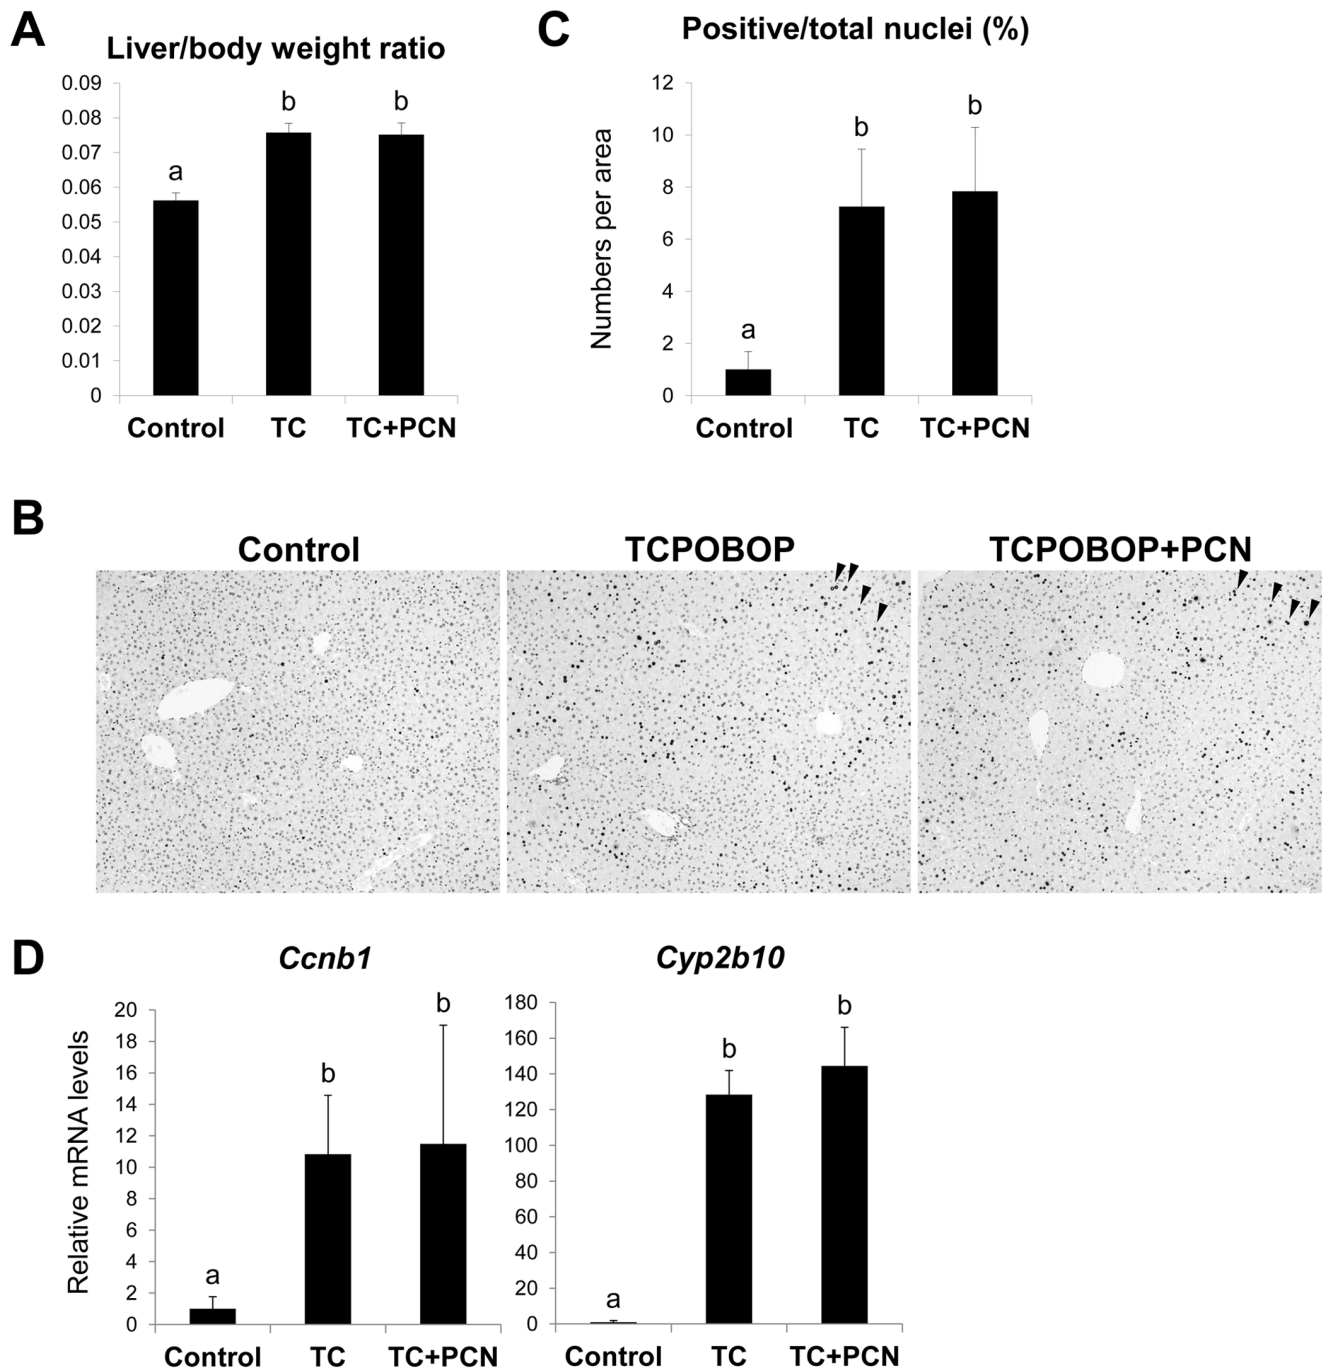 A
Liver/body weight ratio
0.09
0.08
0.07
0.06
0.05
0.04
0.03
0.02
0.01
0
a
b
b
Control TC TC+PCN
C
Positive/total nuclei (%)
Numbers per area
12
10
8
6
4
2
0
a
b
b
Control TC TC+PCN
B
Control TCPOBOP TCPOBOP+PCN
D
Ccnb1
Relative mRNA levels
20
18
16
14
12
10
8
6
4
2
0
a
b
b
Control TC TC+PCN
Cyp2b10
180
160
140
120
100
80
60
40
20
0
a
b
b
Control TC TC+PCN